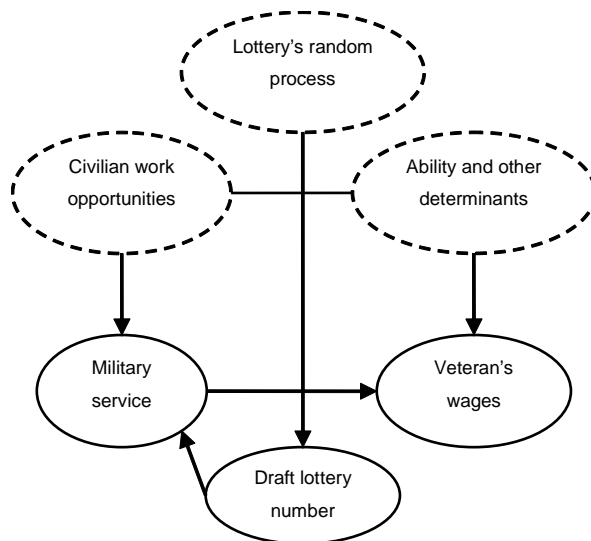 Lottery's random
process
Civilian work
opportunities
Ability and other
determinants
Military
service
Veteran's
wages
Draft lottery
number